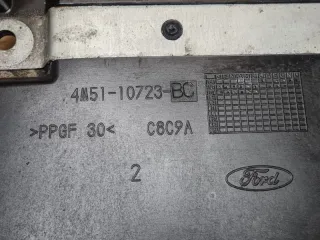 4M51-10723-BC
>PPGF 30< C8C9A
2
Ford